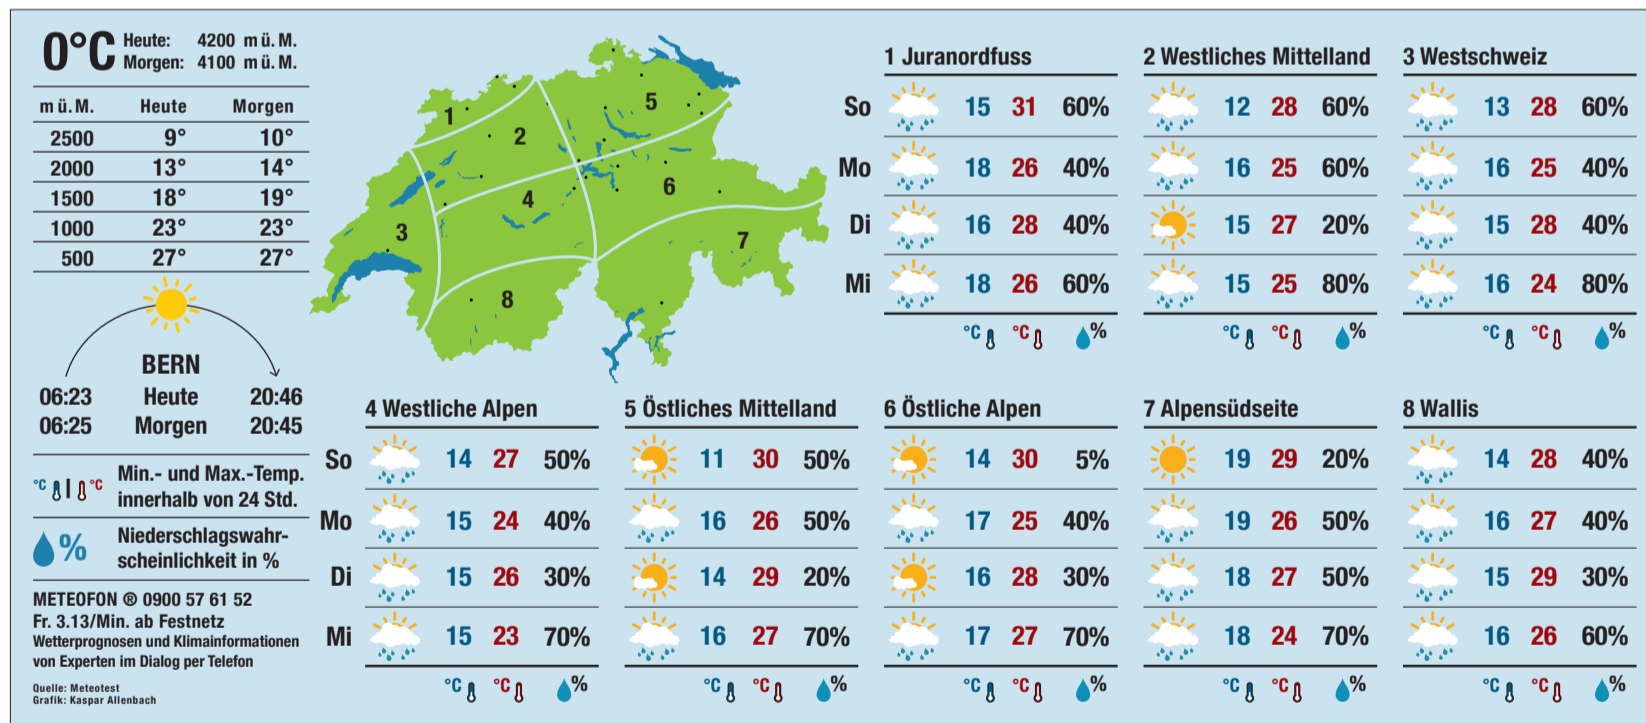 0°C Heute: 4200 m ü. M.
Morgen: 4100 m ü. M.
m ü. M. Heute Morgen
2500 9° 10°
2000 13° 14°
1500 18° 19°
1000 23° 23°
500 27° 27°
BERN
06:23 Heute 20:46
06:25 Morgen 20:45
°C | °C Min.- und Max.-Temp.
innerhalb von 24 Std.
% Niederschlagswahr-
scheinlichkeit in %
METEOFON ® 0900 57 61 52
Fr. 3.13/Min. ab Festnetz
Wetterprognosen und Klimainformationen
von Experten im Dialog per Telefon
Quelle: Meteotest
Grafik: Kaspar Allenbach
1
2
3
4
5
6
7
8
1 Juranordfuss
So 15 31 60%
Mo 18 26 40%
Di 16 28 40%
Mi 18 26 60%
°C °C %
2 Westliches Mittelland
12 28 60%
16 25 60%
15 27 20%
15 25 80%
°C °C %
3 Westschweiz
13 28 60%
16 25 40%
15 28 40%
16 24 80%
°C °C %
4 Westliche Alpen
So 14 27 50%
Mo 15 24 40%
Di 15 26 30%
Mi 15 23 70%
°C °C %
5 Östliches Mittelland
11 30 50%
16 26 50%
14 29 20%
16 27 70%
°C °C %
6 Östliche Alpen
14 30 5%
17 25 40%
16 28 30%
17 27 70%
°C °C %
7 Alpensüdseite
19 29 20%
19 26 50%
18 27 50%
18 24 70%
°C °C %
8 Wallis
14 28 40%
16 27 40%
15 29 30%
16 26 60%
°C °C %